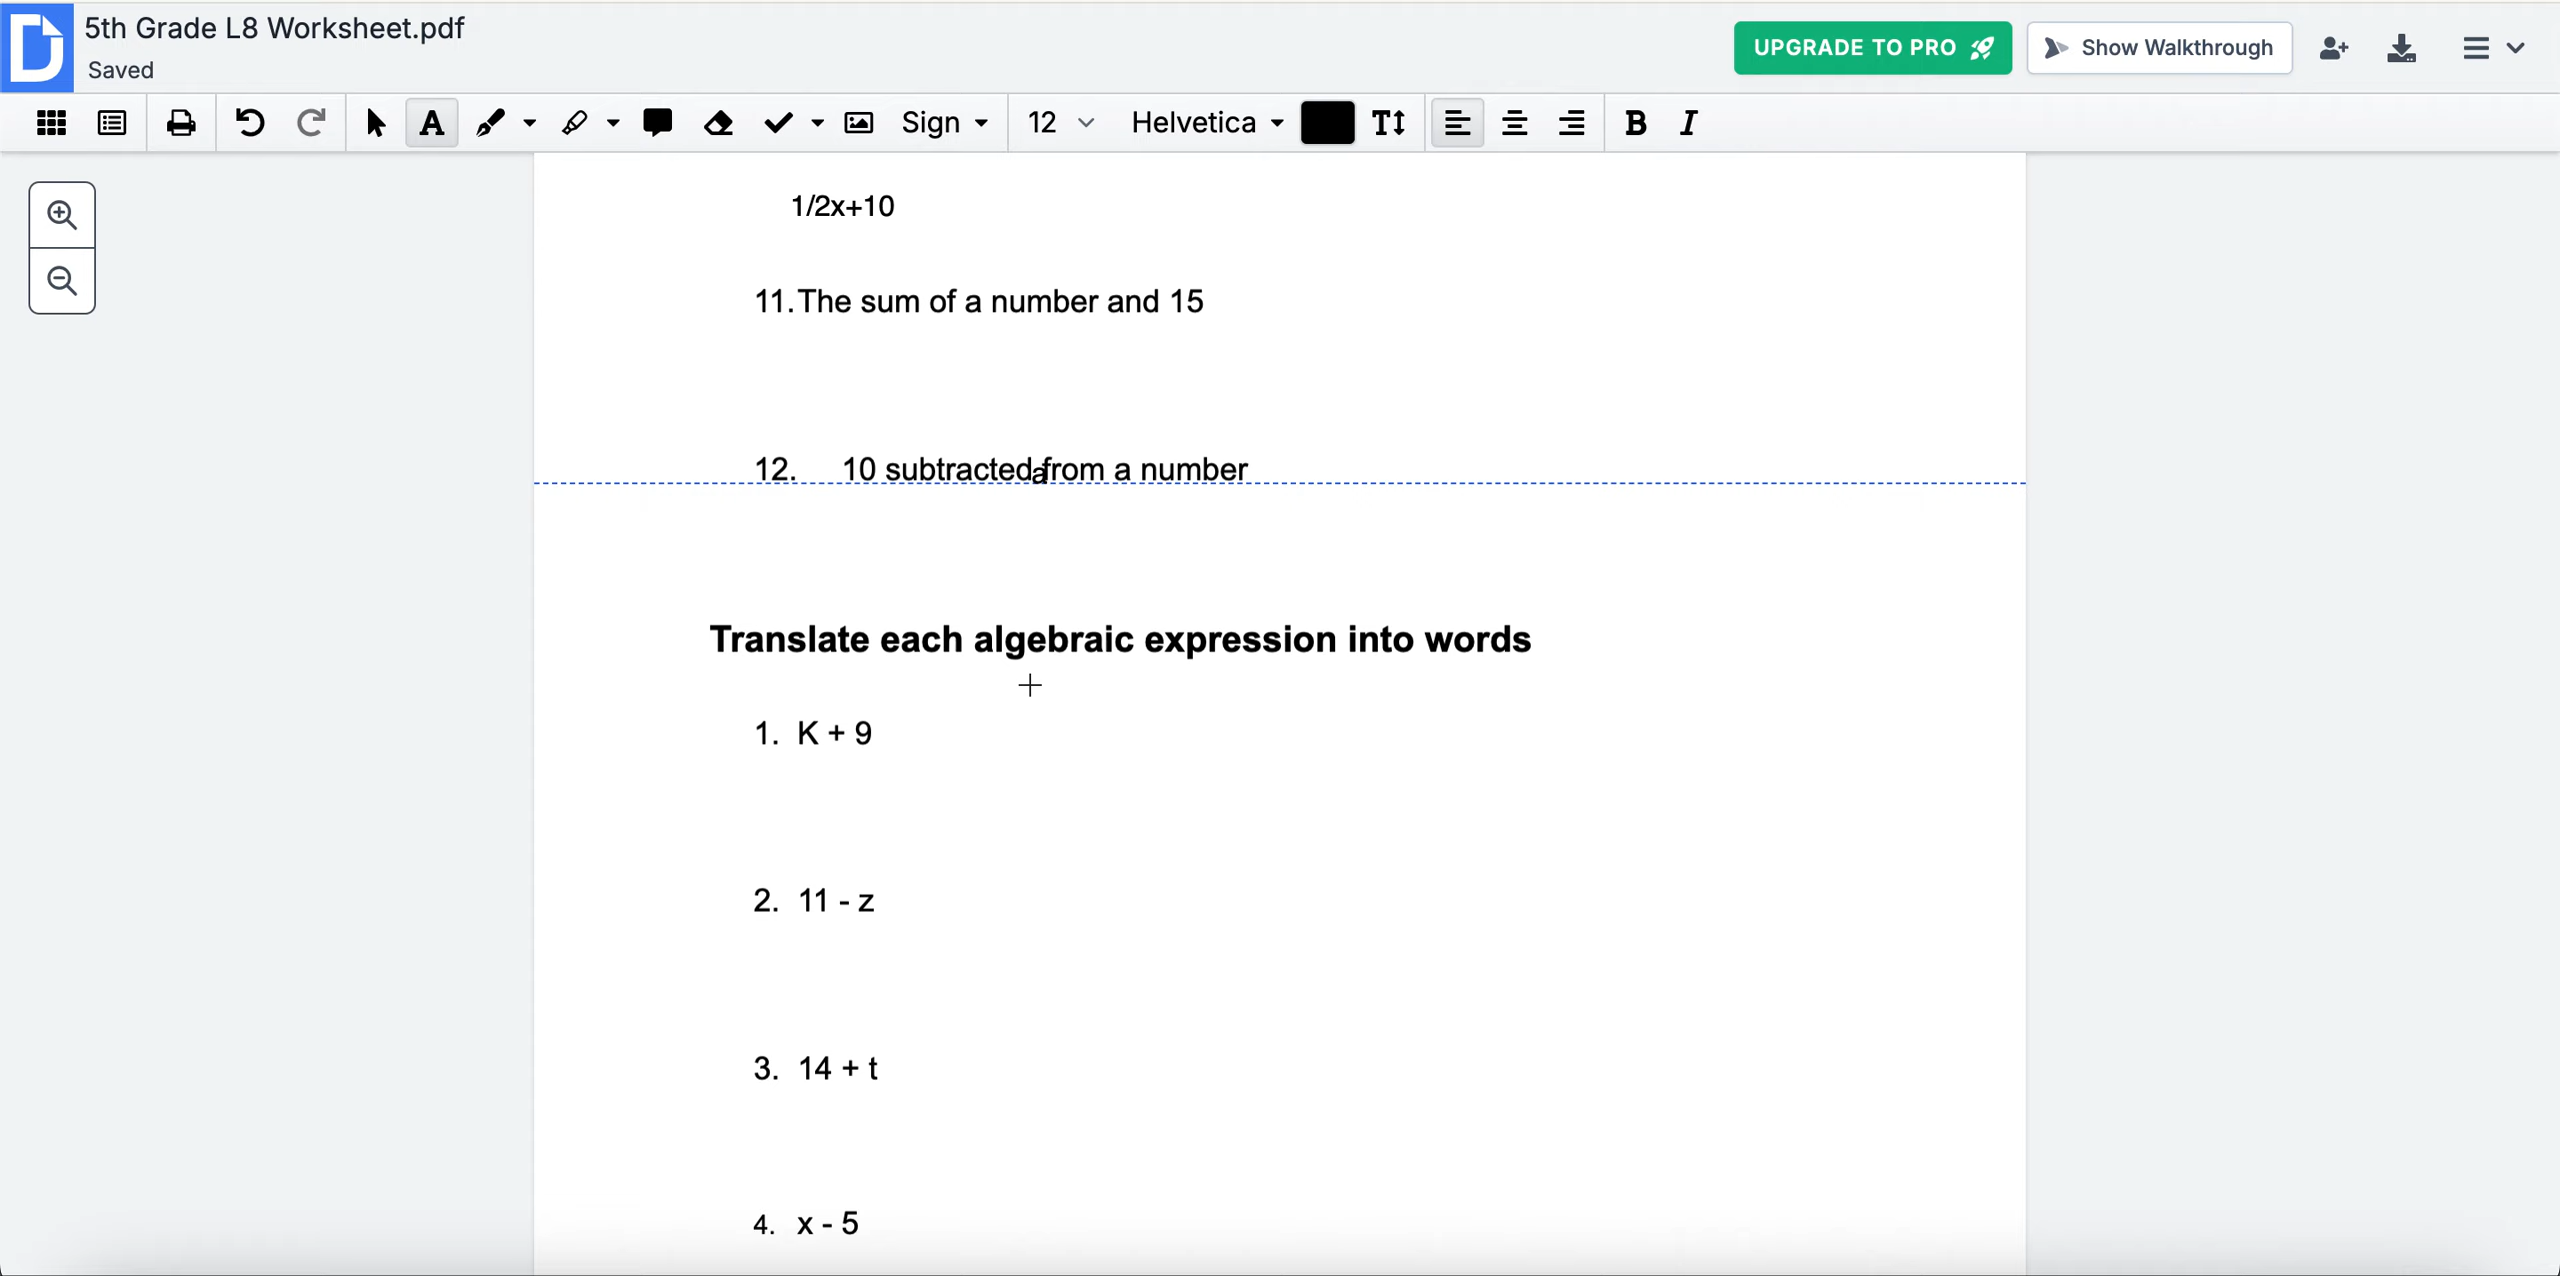 5th Grade L8 Worksheet.pdf
Saved
UPGRADE TO PRO
Show Walkthrough
A
Sign
12
Helvetica
B
I
1/2x+10
11.The sum of a number and 15
12. 10 subtracted from a number
a
Translate each algebraic expression into words
1. K + 9
2. 11 - z
3. 14 + t
4. x - 5